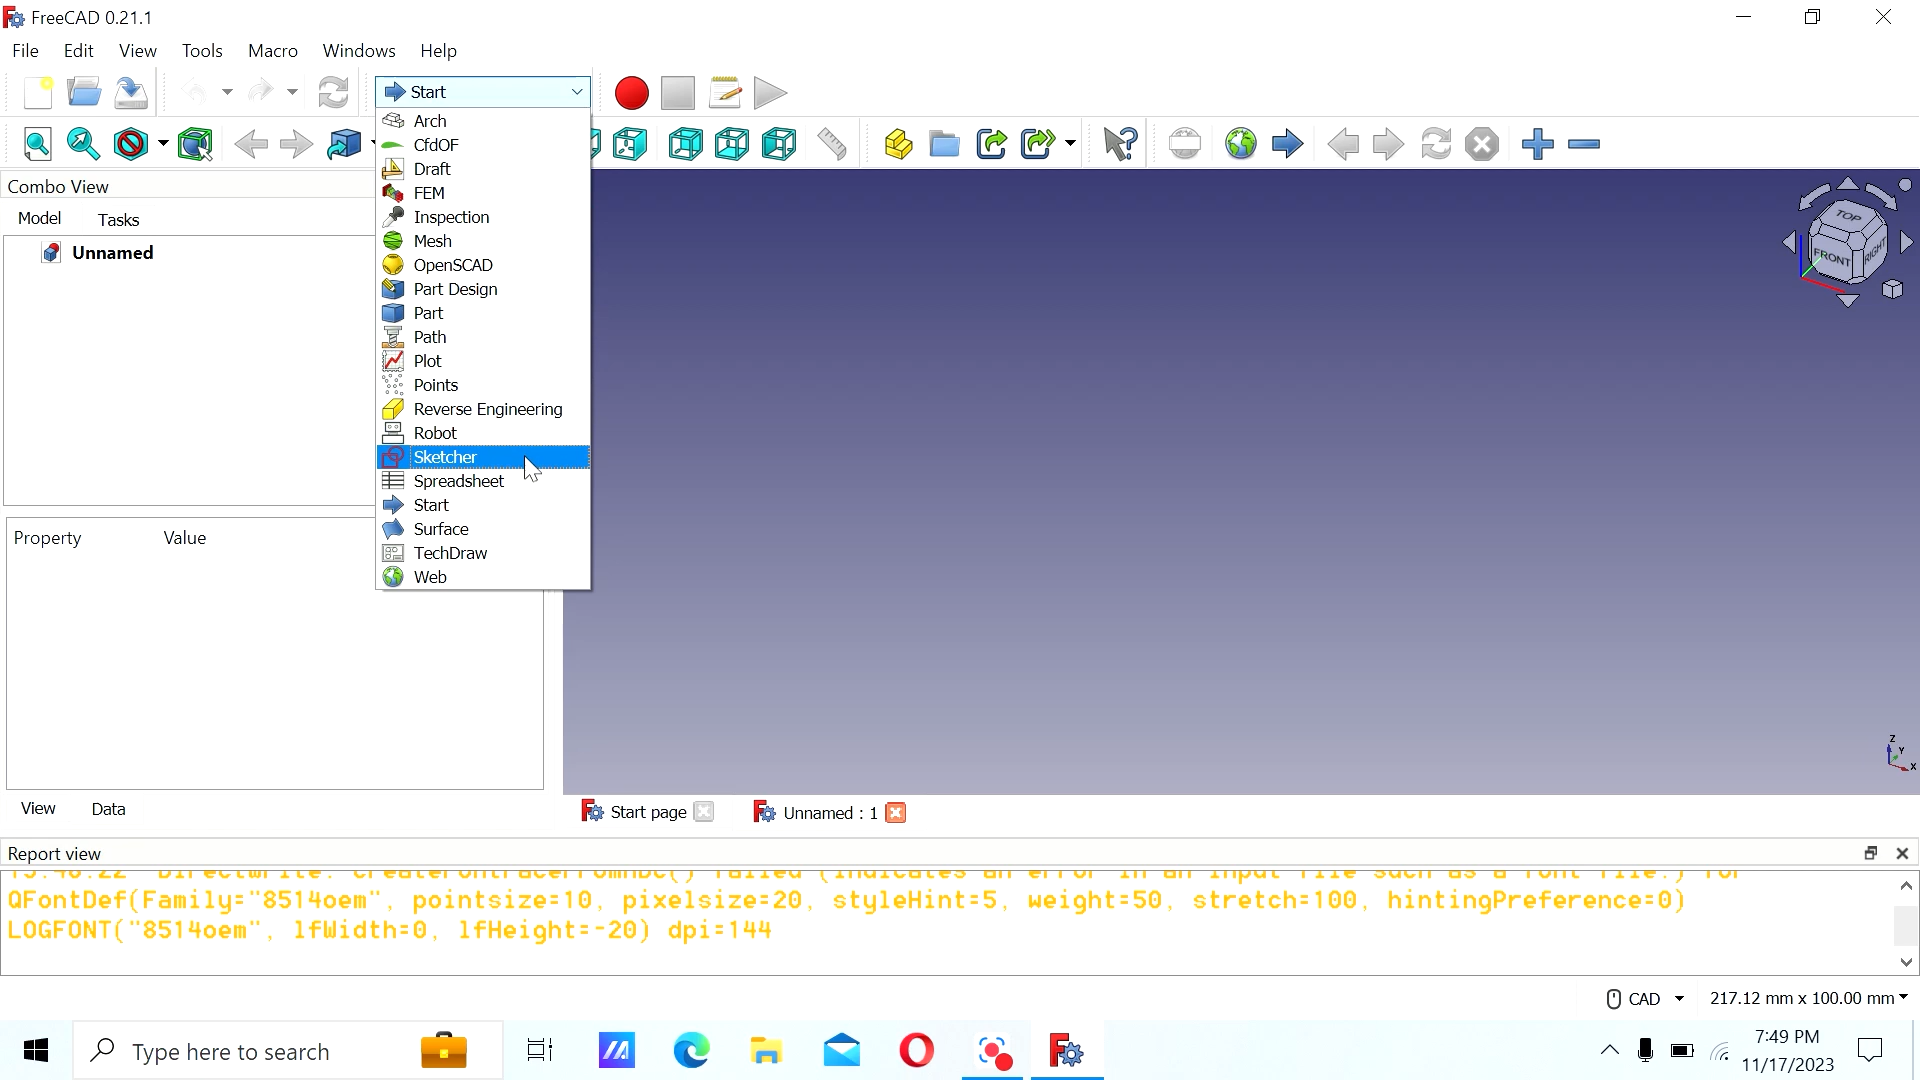 FreeCAD 0.21.1
File Edit View Tools Macro Windows Help
Start
Arch
CfdOF
Draft
FEM
Inspection
Mesh
OpenSCAD
Part Design
Part
Path
Plot
Points
Reverse Engineering
Robot
Sketcher
Spreadsheet
Start
Surface
TechDraw
Web
Combo View
Model Tasks
Unnamed
Property Value
View Data
TOP
FRONT RIGHT
Z
Y
X
Start page Unnamed : 1
Report view
QFontDef(Family="8514oem", pointsize=10, pixelsize=20, styleHint=5, weight=50, stretch=100, hintingPreference=0)
LOGFONT("8514oem", lfWidth=0, lfHeight=-20) dpi=144
CAD 217.12 mm x 100.00 mm
Type here to search
7:49 PM
11/17/2023